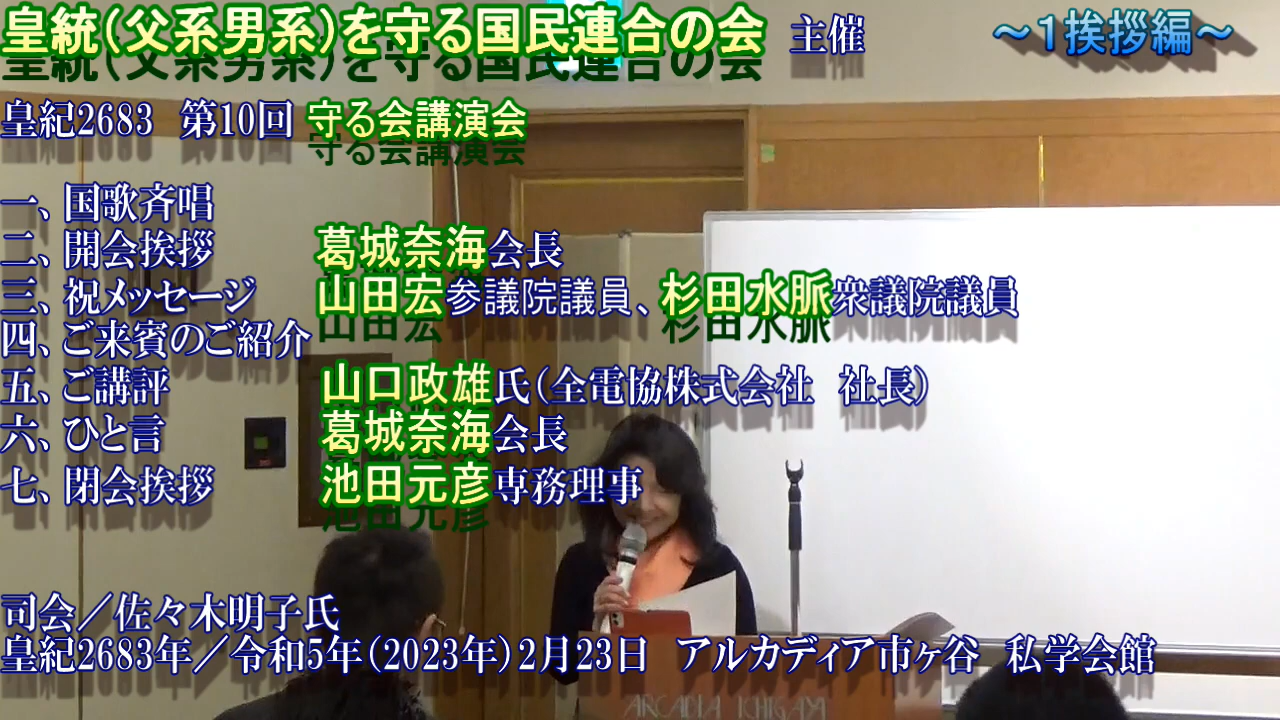 皇統(父系男系)を守る国民連合の会 主催 ～1挨拶編～
皇紀2683 第10回 守る会講演会
一、国歌斉唱
二、開会挨拶 葛城奈海会長
三、祝メッセージ 山田宏参議院議員、杉田水脈衆議院議員
四、ご来賓のご紹介
五、ご講評 山口政雄氏(全電協株式会社 社長)
六、ひと言 葛城奈海会長
七、閉会挨拶 池田元彦専務理事
司会／佐々木明子氏
皇紀2683年／令和5年(2023年)2月23日 アルカディア市ヶ谷 私学会館
ARCADIA ICHIGAYA